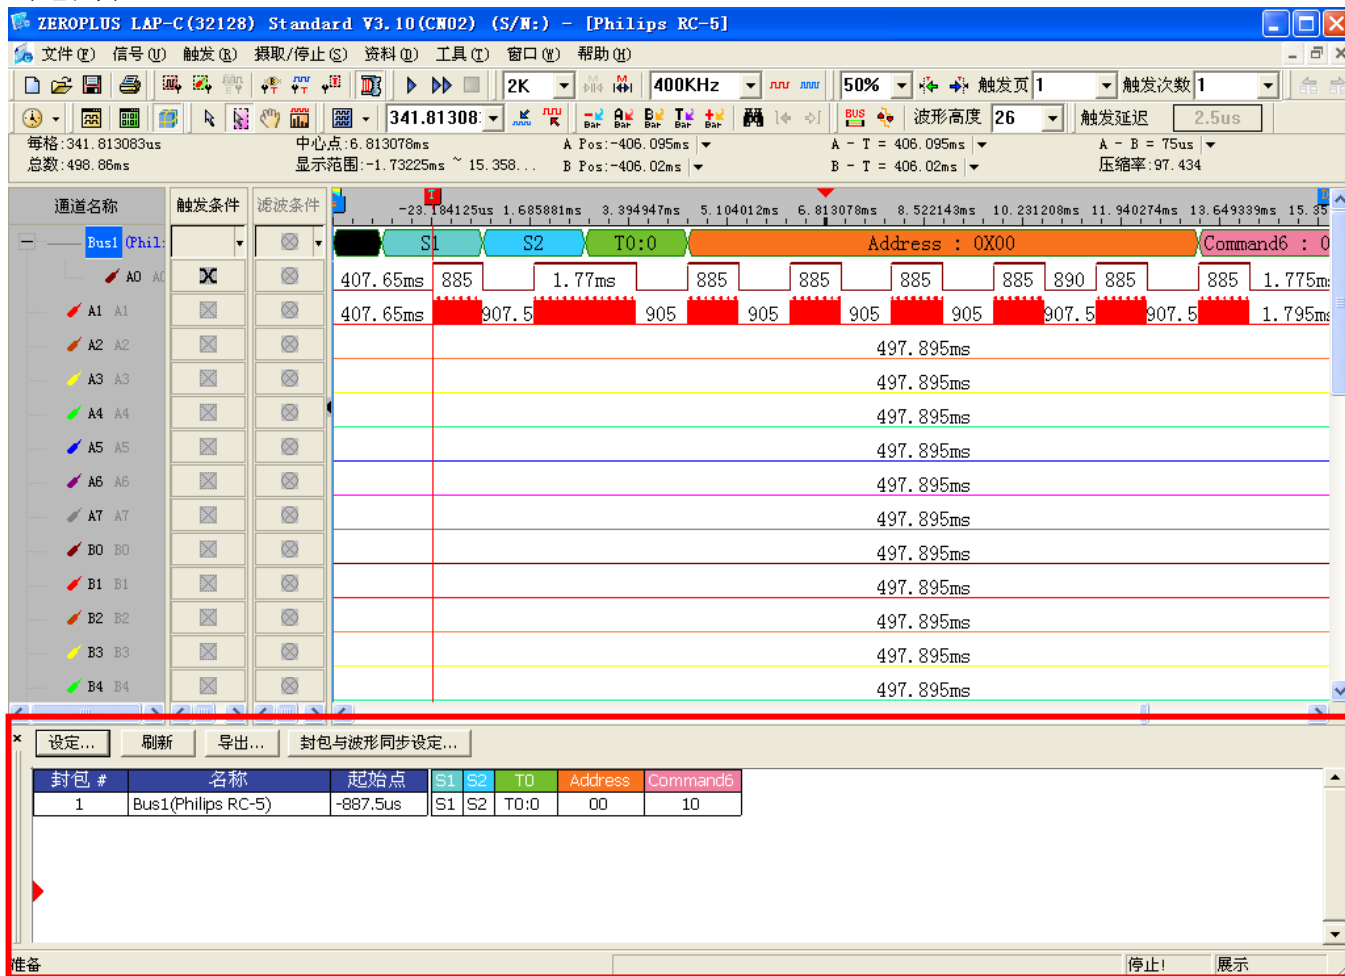 ZEROPLUS LAP-C(32128) Standard V3.10(CN02) (S/N:) - [Philips RC-5]
文件(F) 信号(U) 触发(R) 摄取/停止(S) 资料(D) 工具(T) 窗口(W) 帮助(H)
2K 400KHz 50% 触发页 1 触发次数 1
341.81308: Bar Bar Bar Bar Bar BUS 波形高度 26 触发延迟 2.5us
每格:341.813083us 中心点:6.813078ms A Pos:-406.095ms A - T = 406.095ms A - B = 75us
总数:498.86ms 显示范围:-1.73225ms ~ 15.358... B Pos:-406.02ms B - T = 406.02ms 压缩率:97.434
通道名称 触发条件 滤波条件 T -23.184125us 1.685881ms 3.394947ms 5.104012ms 6.813078ms 8.522143ms 10.231208ms 11.940274ms 13.649339ms 15.35
Bus1 (Phil: S1 S2 T0:0 Address : 0X00 Command6 : 0
A0 A0 407.65ms 885 1.77ms 885 885 885 885 890 885 885 1.775m
A1 A1 407.65ms 907.5 905 905 905 905 907.5 907.5 1.795ms
A2 A2 497.895ms
A3 A3 497.895ms
A4 A4 497.895ms
A5 A5 497.895ms
A6 A6 497.895ms
A7 A7 497.895ms
B0 B0 497.895ms
B1 B1 497.895ms
B2 B2 497.895ms
B3 B3 497.895ms
B4 B4 497.895ms
设定... 刷新 导出... 封包与波形同步设定...
封包 # 名称 起始点 S1 S2 T0 Address Command6
1 Bus1(Philips RC-5) -887.5us S1 S2 T0:0 00 10
准备 停止! 展示